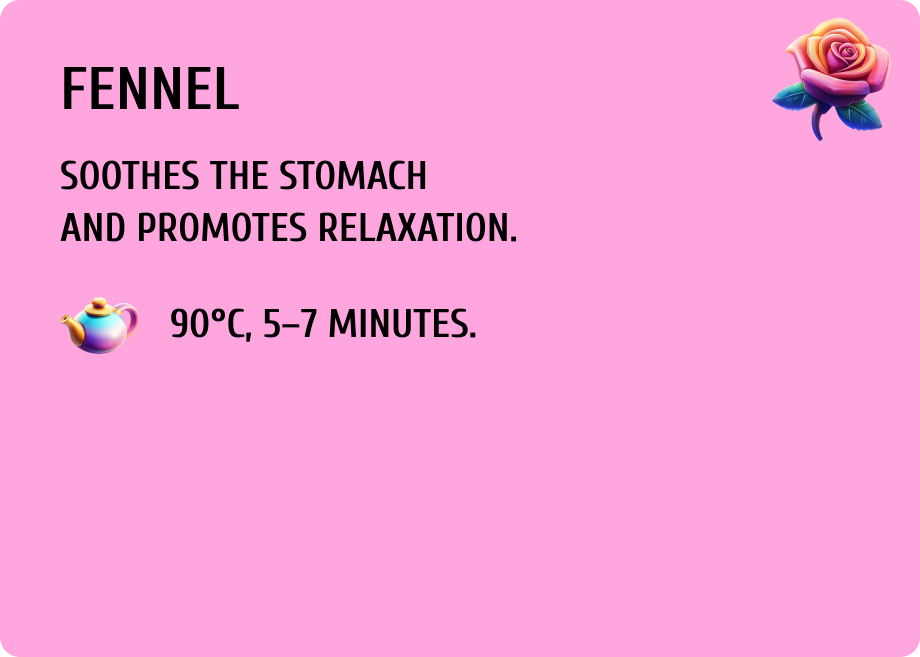 FENNEL
SOOTHES THE STOMACH
AND PROMOTES RELAXATION.
90°C, 5–7 MINUTES.